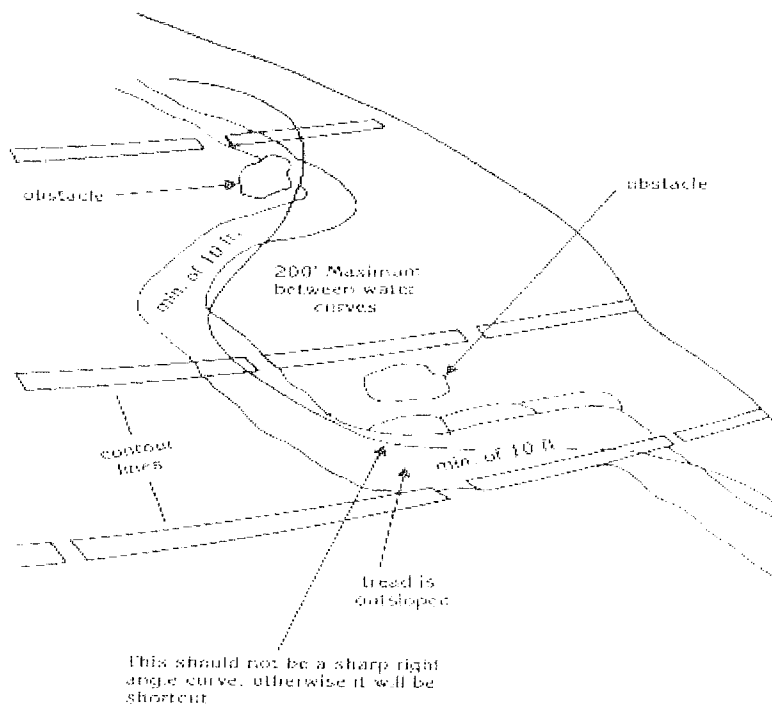 obstacle
obstacle
min. of 10 ft.
200' Maximum
between water
curves
contour
lines
min. of 10 ft.
tread is
outsloped
This should not be a sharp right
angle curve, otherwise it will be
shortcut